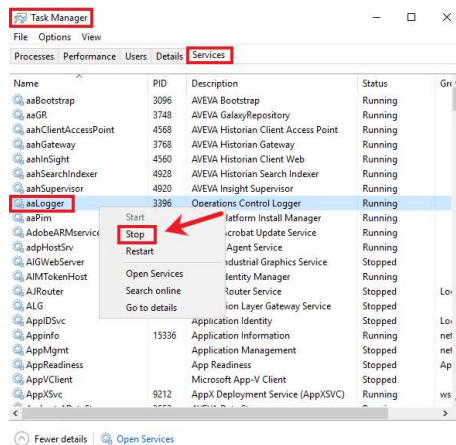 Task Manager
File Options View
Processes Performance Users Details Services
Name PID Description Status
aaBootstrap 3096 AVEVA Bootstrap Running
aaGR 3748 AVEVA GalaxyRepository Running
aahClientAccessPoint 4568 AVEVA Historian Client Access Point Running
aahGateway 3768 AVEVA Historian Gateway Running
aahInSight 4560 AVEVA Historian Client Web Running
aahSearchIndexer 4928 AVEVA Historian Search Indexer Running
aahSupervisor 4920 AVEVA Insight Supervisor Running
aaLogger 3396 Operations Control Logger Running
aaPim Start latform Install Manager Running
AdobeARMservice Stop crobat Update Service Running
adpHostSrv Restart Agent Service Running
AIGWebServer dustrial Graphics Service Stopped
AIMTokenHost Open Services dentity Manager Running
AJRouter Search online Router Service Stopped
ALG Go to details ion Layer Gateway Service Stopped
AppIDSvc Application Identity Stopped
Appinfo 15336 Application Information Running
AppMgmt Application Management Stopped
AppReadiness App Readiness Stopped
AppVClient Microsoft App-V Client Stopped
AppXSvc 9212 AppX Deployment Service (AppXSVC) Running ws
Fewer details Open Services